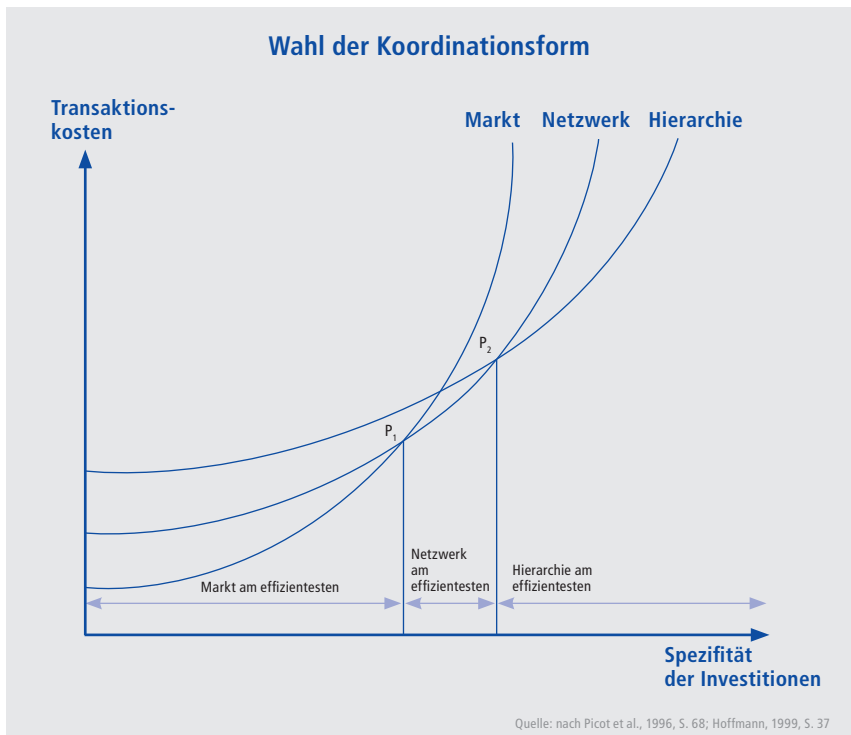 Wahl der Koordinationsform
Transaktions-
kosten
Markt Netzwerk Hierarchie
P2
P1
Netzwerk
am
effizientesten
Hierarchie am
effizientesten
Markt am effizientesten
Spezifität
der Investitionen
Quelle: nach Picot et al., 1996, S. 68; Hoffmann, 1999, S. 37